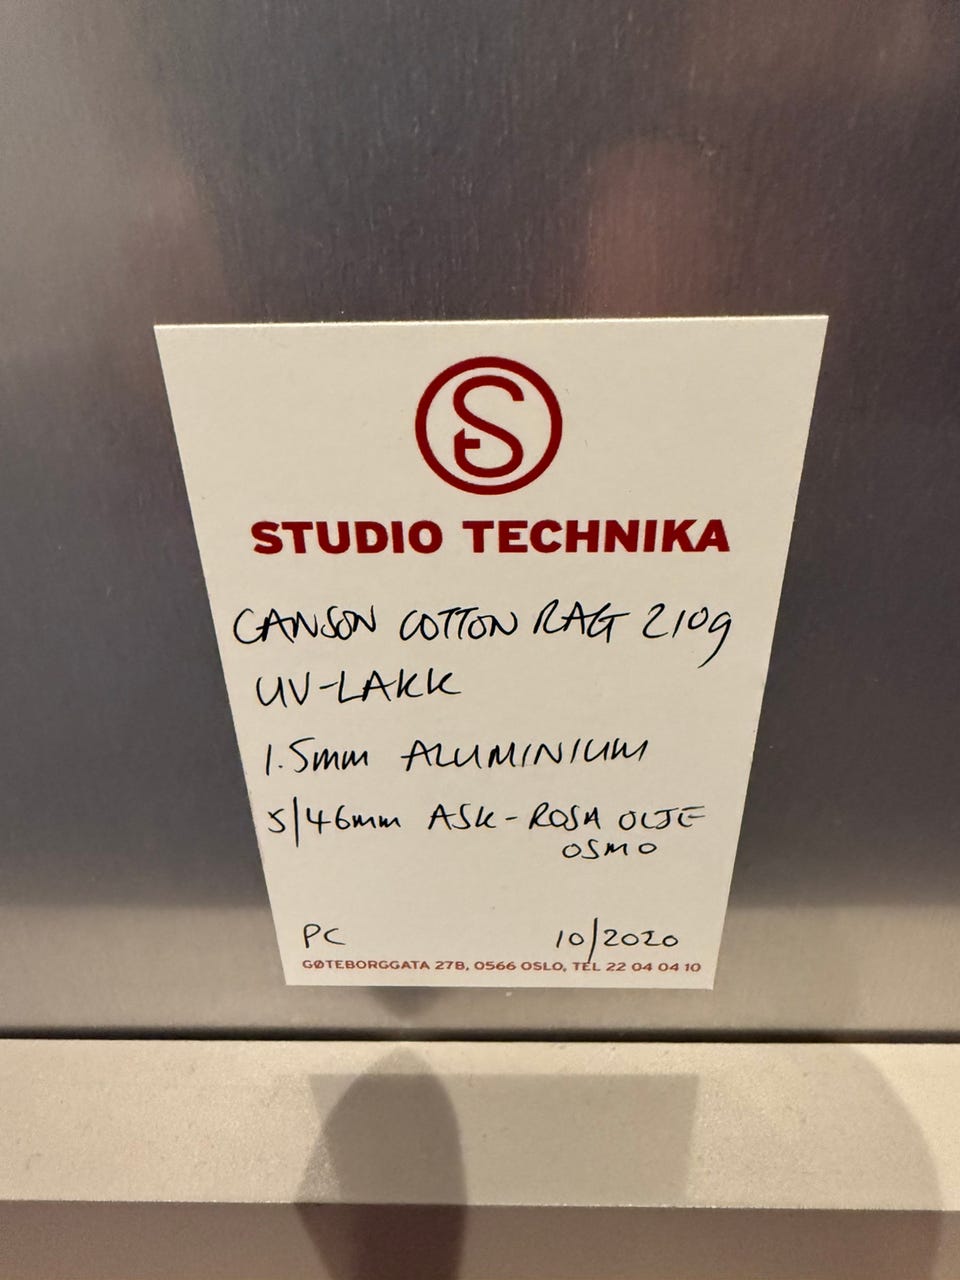 St
STUDIO TECHNIKA
CANSON COTTON RAG 210g
UV-LAKK
1.5mm ALUMINIUM
5/46mm ASK-ROSA OLJE
OSMO
PC 10/2020
GØTEBORGGATA 27B, 0566 OSLO, TEL 22 04 04 10